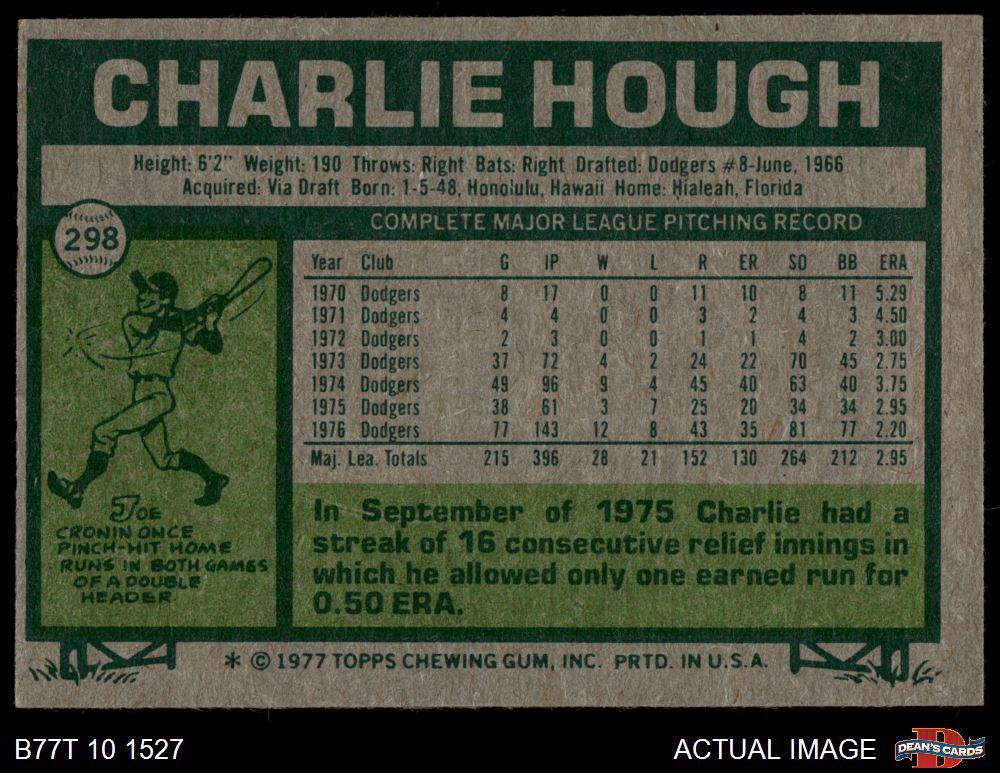 CHARLIE HOUGH
Height: 6'2" Weight: 190 Throws: Right Bats: Right Drafted: Dodgers #8-June, 1966
Acquired: Via Draft Born: 1-5-48, Honolulu, Hawaii Home: Hialeah, Florida
298
COMPLETE MAJOR LEAGUE PITCHING RECORD
Year Club G IP W L R ER SO BB ERA
1970 Dodgers 8 17 0 0 11 10 8 11 5.29
1971 Dodgers 4 4 0 0 3 2 4 3 4.50
1972 Dodgers 2 3 0 0 1 1 4 2 3.00
1973 Dodgers 37 72 4 2 24 22 70 45 2.75
1974 Dodgers 49 96 9 4 45 40 63 40 3.75
1975 Dodgers 38 61 3 7 25 20 34 34 2.95
1976 Dodgers 77 143 12 8 43 35 81 77 2.20
Maj. Lea. Totals 215 396 28 21 152 130 264 212 2.95
JOE
CRONIN ONCE
PINCH-HIT HOME
RUNS IN BOTH GAMES
OF A DOUBLE
HEADER.
In September of 1975 Charlie had a
streak of 16 consecutive relief innings in
which he allowed only one earned run for
0.50 ERA.
* © 1977 TOPPS CHEWING GUM, INC. PRTD. IN U.S.A.
B77T 10 1527
ACTUAL IMAGE
D
DEAN'S CARDS